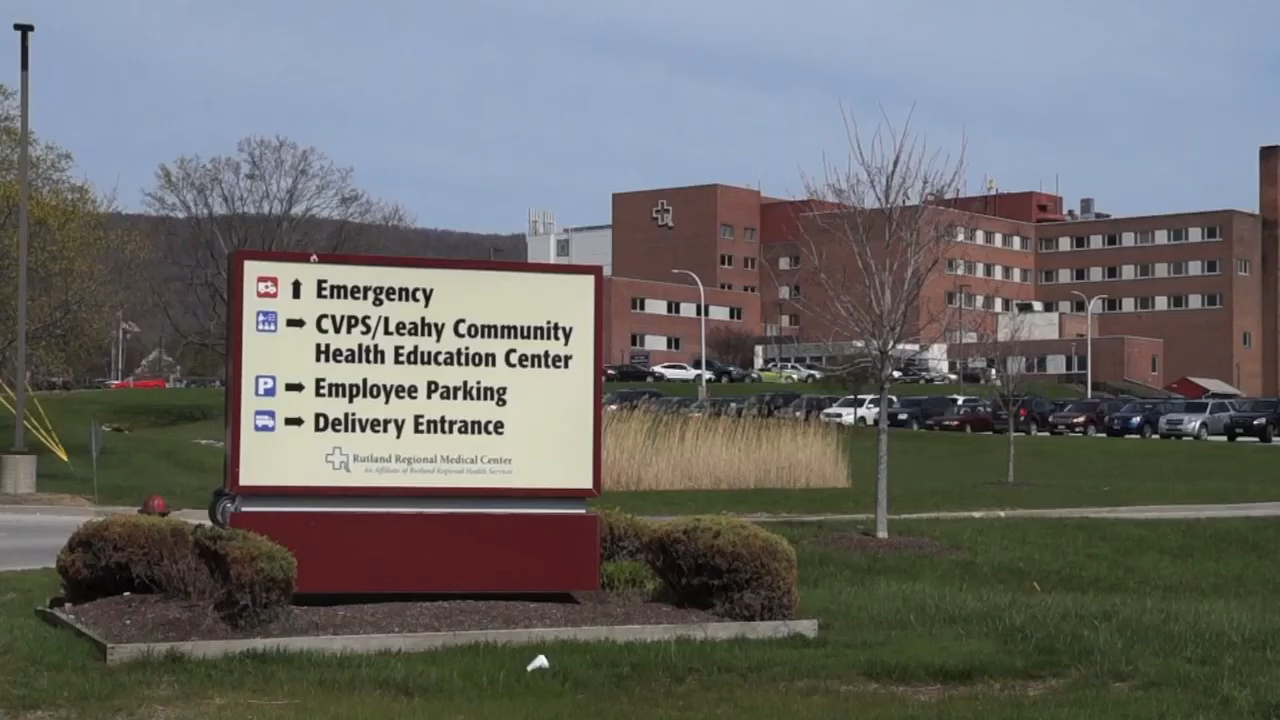 Emergency
CVPS/Leahy Community
Health Education Center
P Employee Parking
Delivery Entrance
Rutland Regional Medical Center
An Affiliate of Rutland Regional Health Services